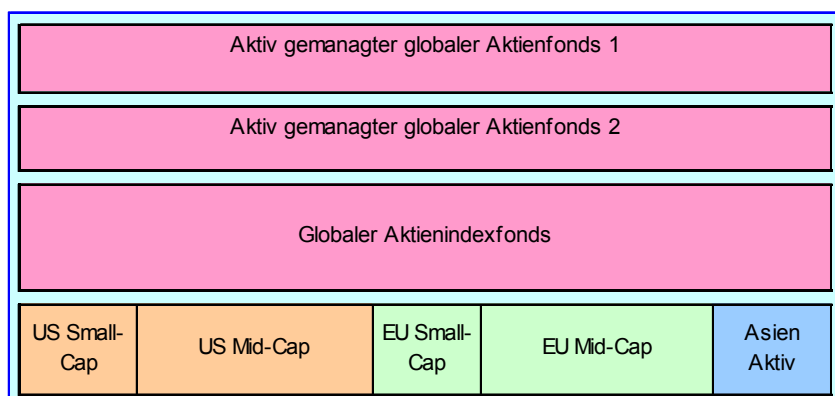 Aktiv gemanagter globaler Aktienfonds 1
Aktiv gemanagter globaler Aktienfonds 2
Globaler Aktienindexfonds
US Small-
Cap
US Mid-Cap
EU Small-
Cap
EU Mid-Cap
Asien
Aktiv